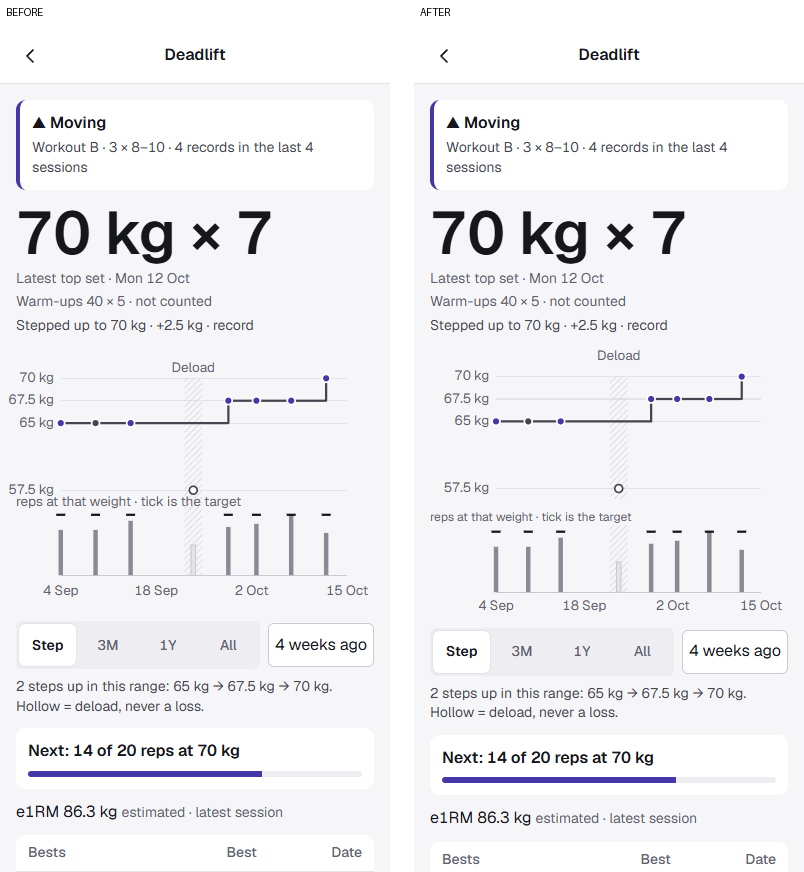 BEFORE
Deadlift
▲ Moving
Workout B · 3 × 8–10 · 4 records in the last 4
sessions
70 kg × 7
Latest top set · Mon 12 Oct
Warm-ups 40 × 5 · not counted
Stepped up to 70 kg · +2.5 kg · record
Deload
70 kg
67.5 kg
65 kg
57.5 kg
reps at that weight · tick is the target
4 Sep 18 Sep 2 Oct 15 Oct
Step 3M 1Y All 4 weeks ago
2 steps up in this range: 65 kg → 67.5 kg → 70 kg.
Hollow = deload, never a loss.
Next: 14 of 20 reps at 70 kg
e1RM 86.3 kg estimated · latest session
Bests Best Date
AFTER
Deadlift
▲ Moving
Workout B · 3 × 8–10 · 4 records in the last 4
sessions
70 kg × 7
Latest top set · Mon 12 Oct
Warm-ups 40 × 5 · not counted
Stepped up to 70 kg · +2.5 kg · record
Deload
70 kg
67.5 kg
65 kg
57.5 kg
reps at that weight · tick is the target
4 Sep 18 Sep 2 Oct 15 Oct
Step 3M 1Y All 4 weeks ago
2 steps up in this range: 65 kg → 67.5 kg → 70 kg.
Hollow = deload, never a loss.
Next: 14 of 20 reps at 70 kg
e1RM 86.3 kg estimated · latest session
Bests Best Date